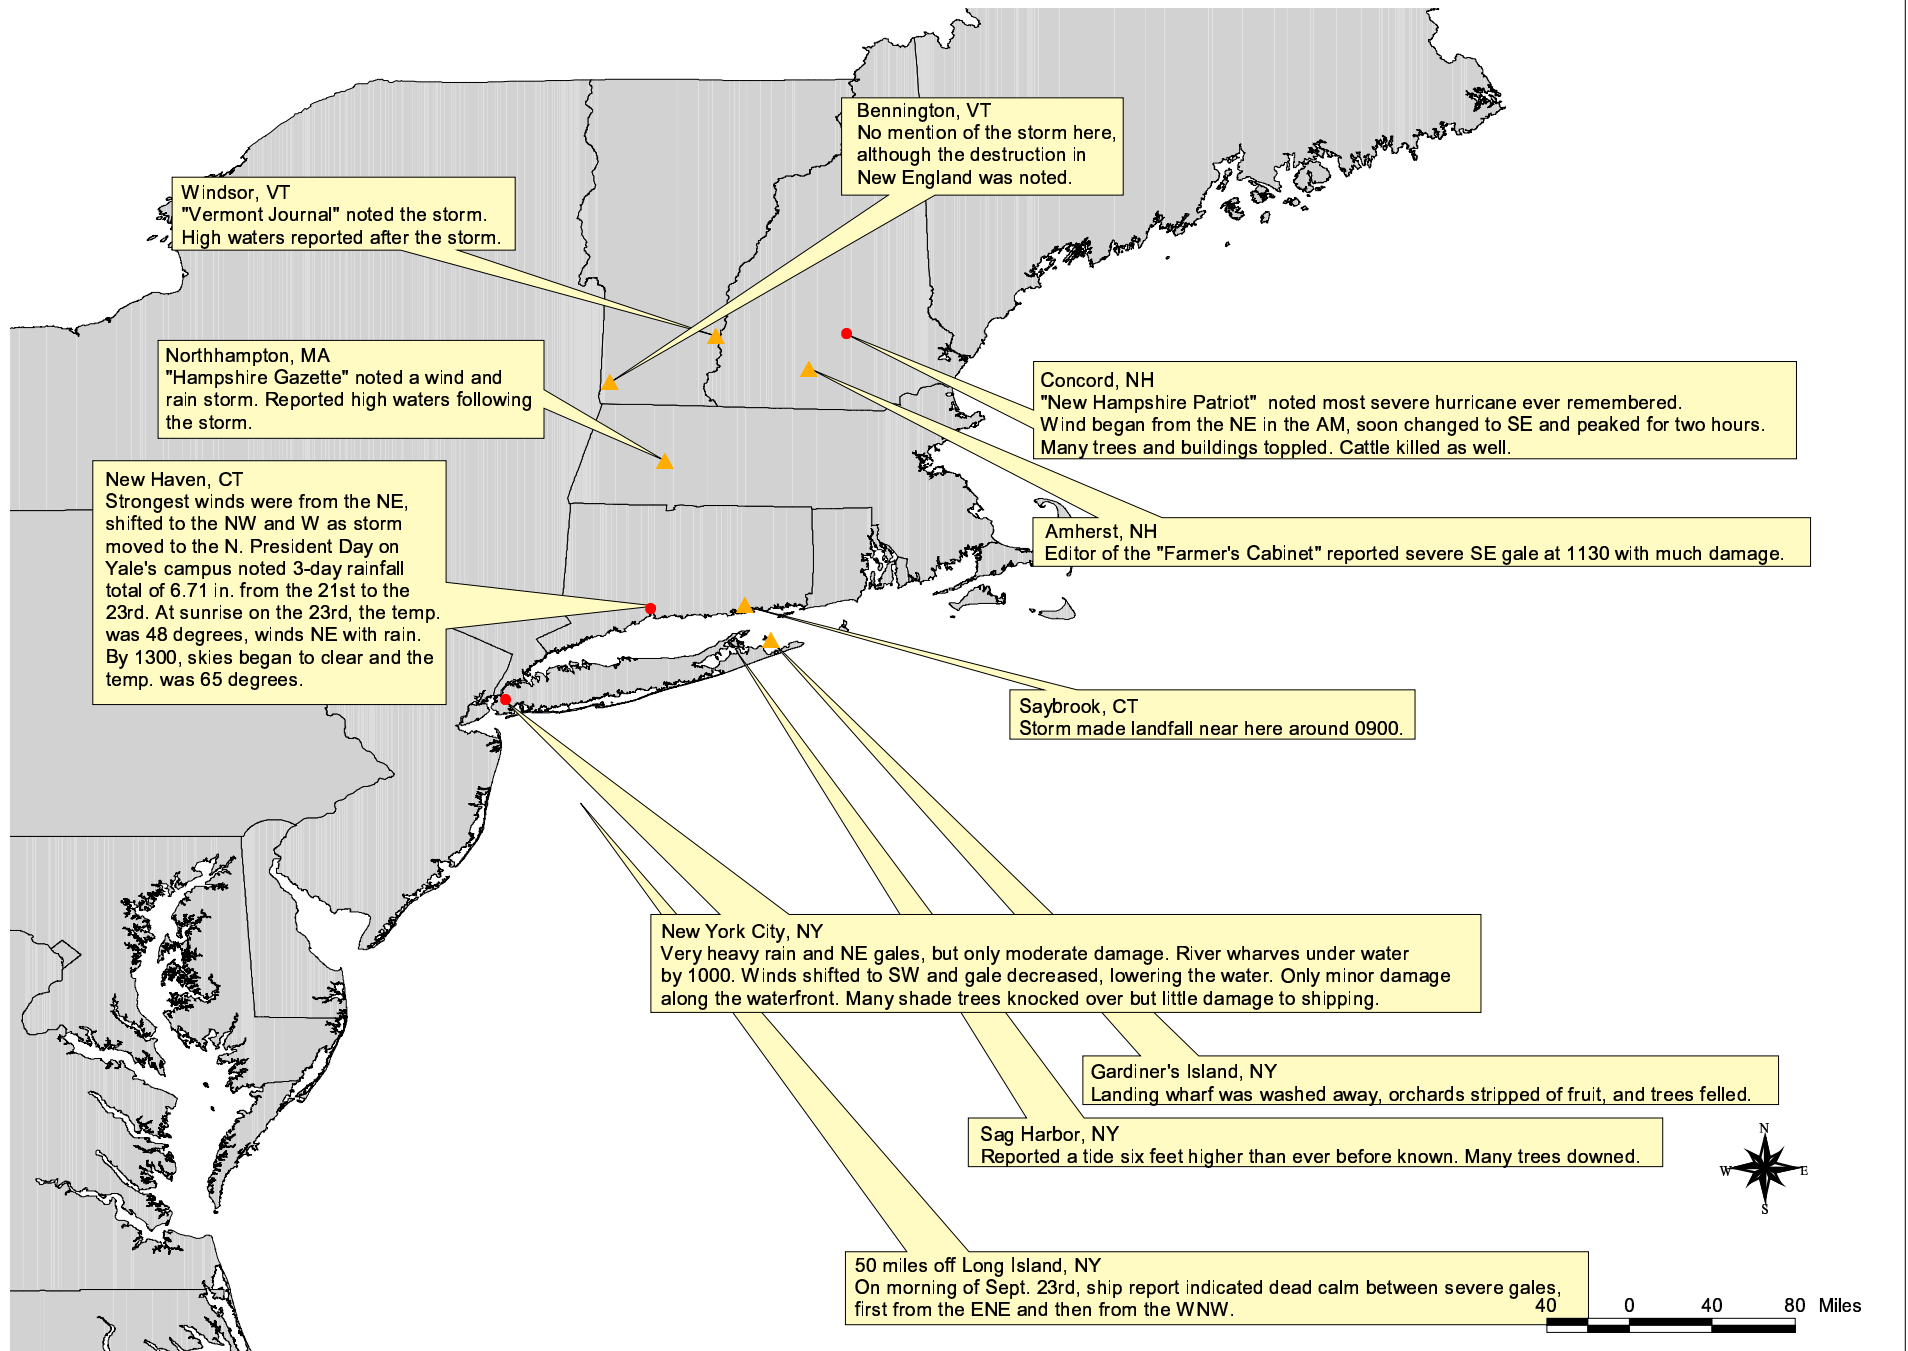 Bennington, VT
No mention of the storm here,
although the destruction in
New England was noted.
Windsor, VT
"Vermont Journal" noted the storm.
High waters reported after the storm.
Northhampton, MA
"Hampshire Gazette" noted a wind and
rain storm. Reported high waters following
the storm.
Concord, NH
"New Hampshire Patriot"  noted most severe hurricane ever remembered.
Wind began from the NE in the AM, soon changed to SE and peaked for two hours.
Many trees and buildings toppled. Cattle killed as well.
New Haven, CT
Strongest winds were from the NE,
shifted to the NW and W as storm
moved to the N. President Day on
Yale's campus noted 3-day rainfall
total of 6.71 in. from the 21st to the
23rd. At sunrise on the 23rd, the temp.
was 48 degrees, winds NE with rain.
By 1300, skies began to clear and the
temp. was 65 degrees.
Amherst, NH
Editor of the "Farmer's Cabinet" reported severe SE gale at 1130 with much damage.
Saybrook, CT
Storm made landfall near here around 0900.
New York City, NY
Very heavy rain and NE gales, but only moderate damage. River wharves under water
by 1000. Winds shifted to SW and gale decreased, lowering the water. Only minor damage
along the waterfront. Many shade trees knocked over but little damage to shipping.
Gardiner's Island, NY
Landing wharf was washed away, orchards stripped of fruit, and trees felled.
Sag Harbor, NY
Reported a tide six feet higher than ever before known. Many trees downed.
N
W E
S
50 miles off Long Island, NY
On morning of Sept. 23rd, ship report indicated dead calm between severe gales,
first from the ENE and then from the WNW.
40 0 40 80 Miles